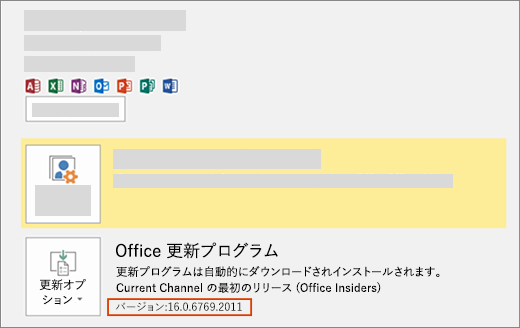 Office 更新プログラム
更新プログラムは自動的にダウンロードされインストールされます。
Current Channel の最初のリリース (Office Insiders)
バージョン:16.0.6769.2011
更新オプ
ション